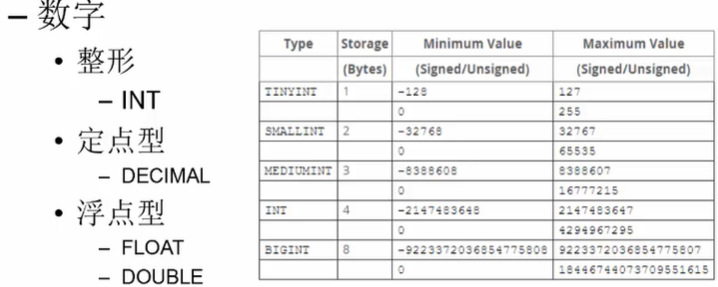 – 数字
• 整形
– INT
• 定点型
– DECIMAL
• 浮点型
– FLOAT
– DOUBLE
Type Storage Minimum Value Maximum Value
(Bytes) (Signed/Unsigned) (Signed/Unsigned)
TINYINT 1 -128 127
0 255
SMALLINT 2 -32768 32767
0 65535
MEDIUMINT 3 -8388608 8388607
0 16777215
INT 4 -2147483648 2147483647
0 4294967295
BIGINT 8 -9223372036854775808 9223372036854775807
0 18446744073709551615